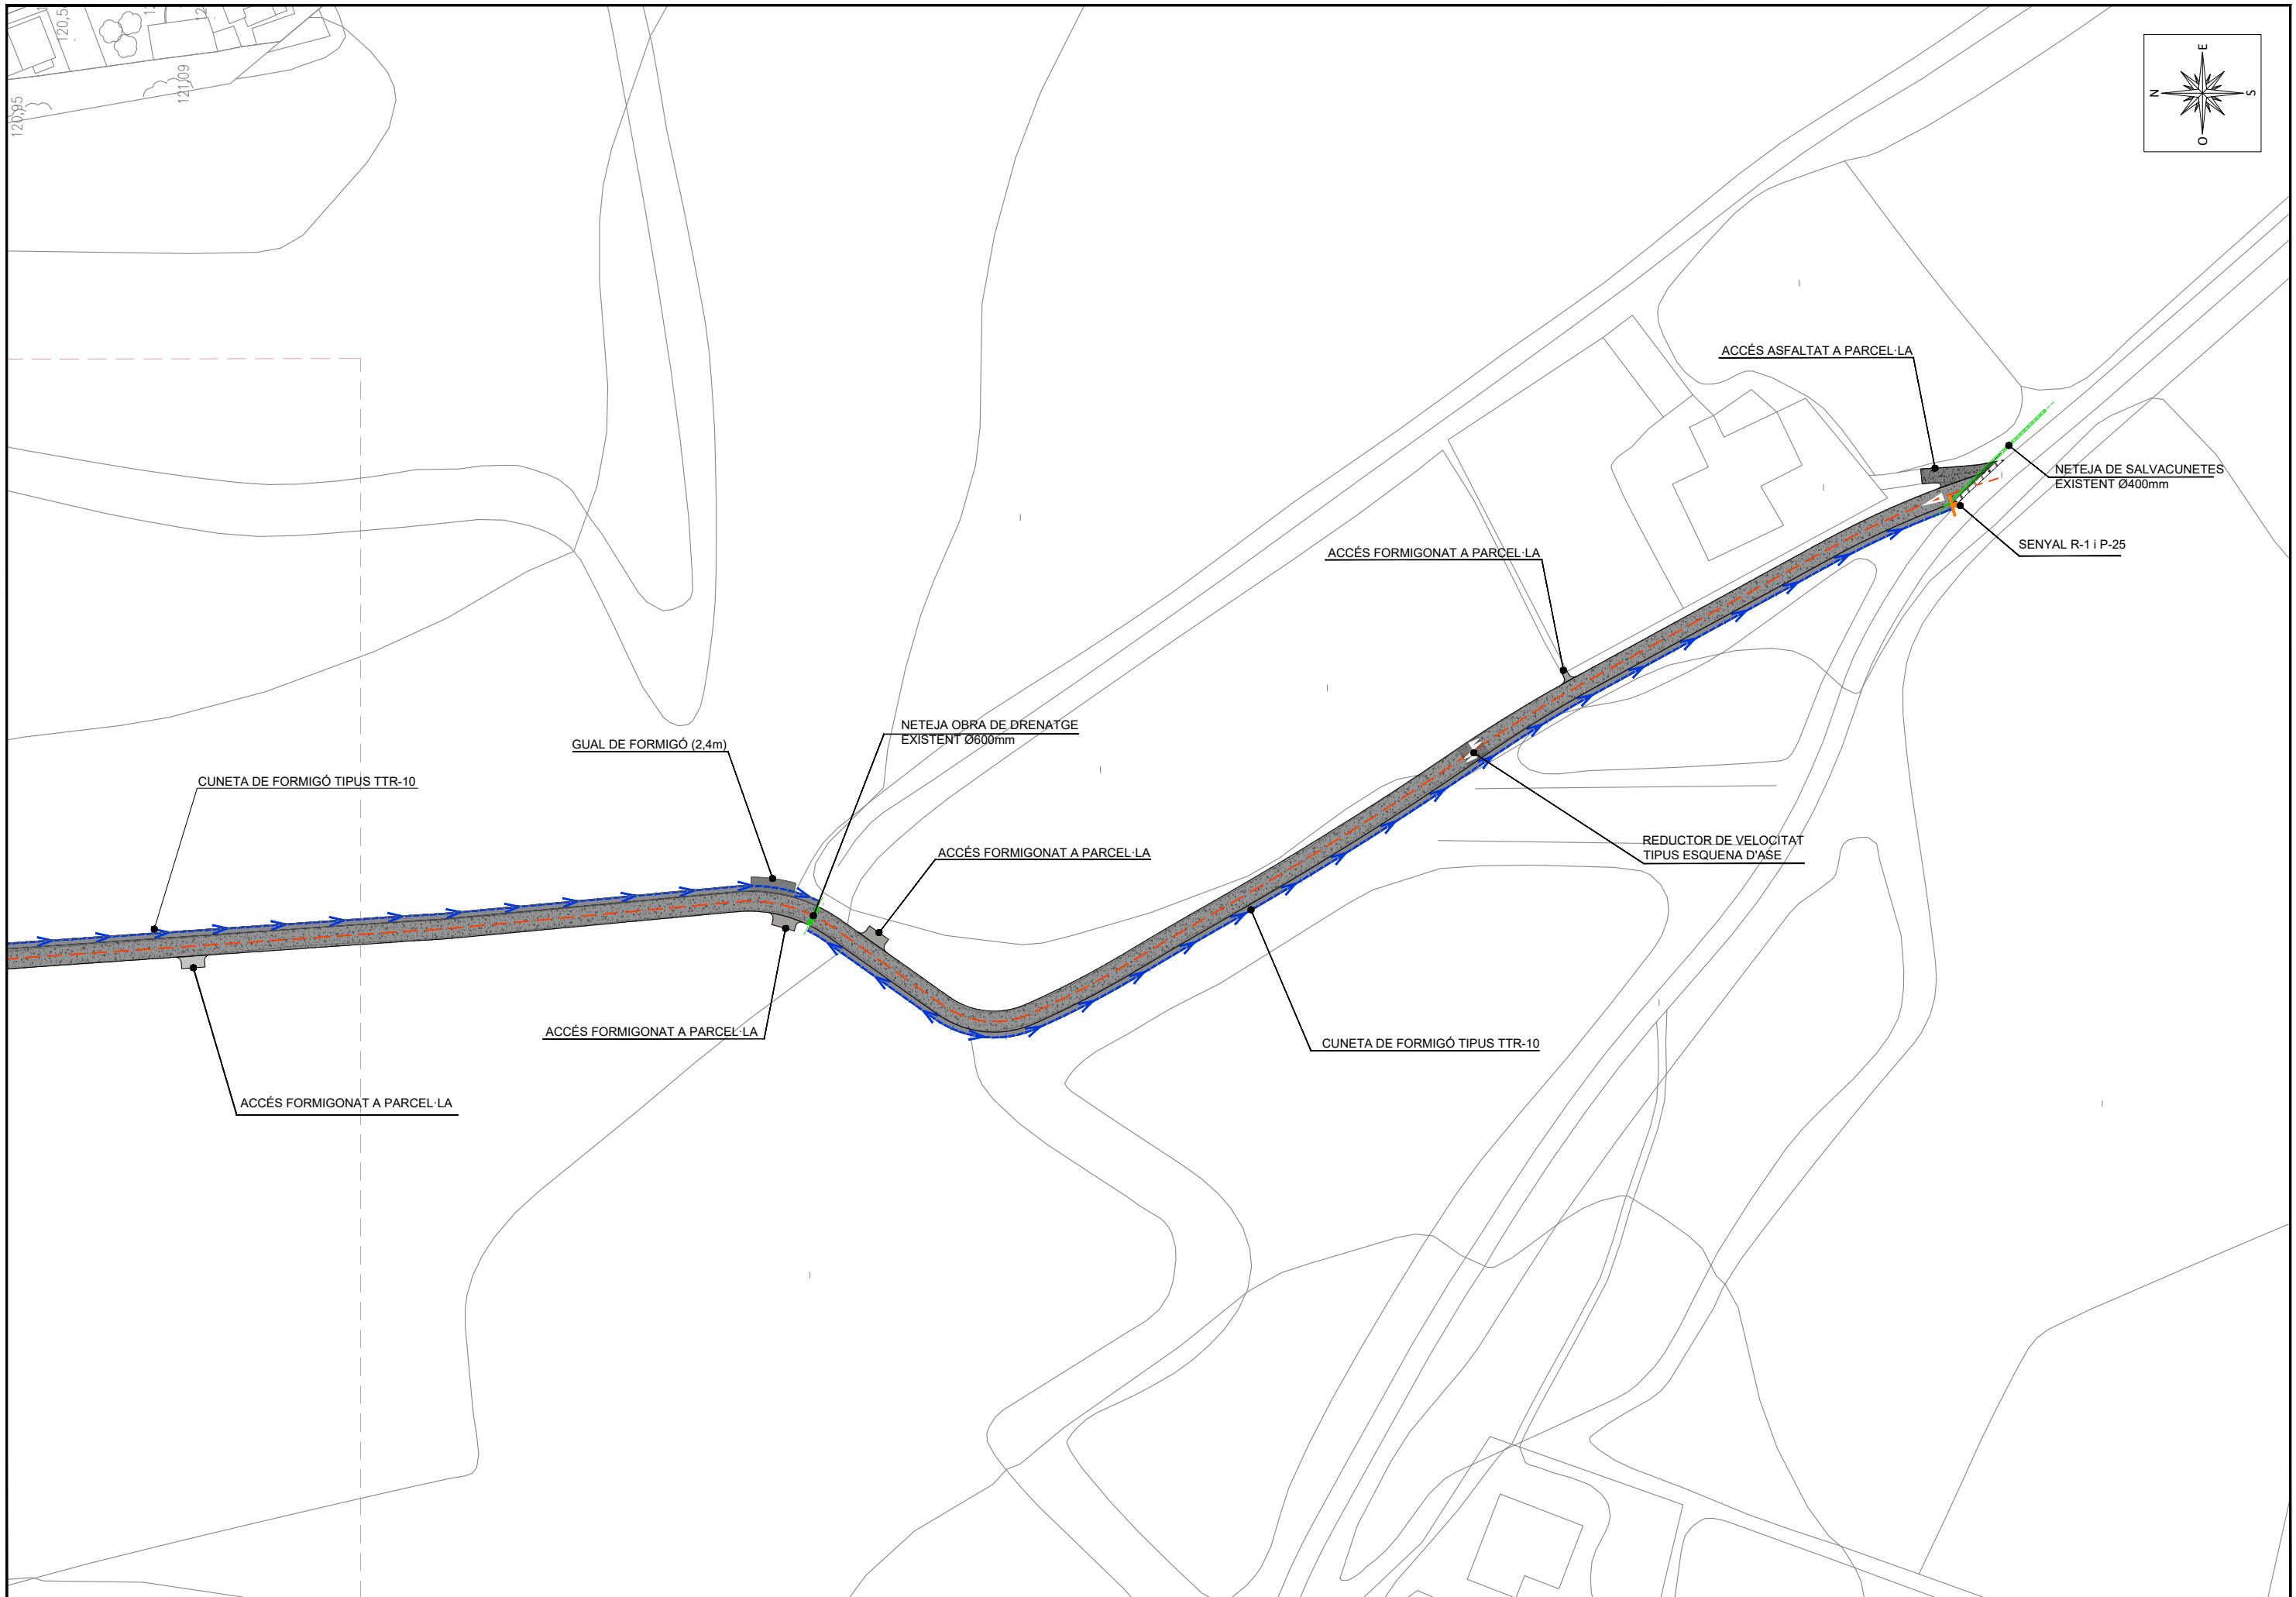 120,95
121,09
E
N
S
O
ACCÉS ASFALTAT A PARCEL·LA
NETEJA DE SALVACUNETES
EXISTENT Ø400mm
SENYAL R-1 i P-25
ACCÉS FORMIGONAT A PARCEL·LA
NETEJA OBRA DE DRENATGE
EXISTENT Ø600mm
GUAL DE FORMIGÓ (2,4m)
CUNETA DE FORMIGÓ TIPUS TTR-10
REDUCTOR DE VELOCITAT
TIPUS ESQUENA D'ASE
ACCÉS FORMIGONAT A PARCEL·LA
ACCÉS FORMIGONAT A PARCEL·LA
CUNETA DE FORMIGÓ TIPUS TTR-10
ACCÉS FORMIGONAT A PARCEL·LA